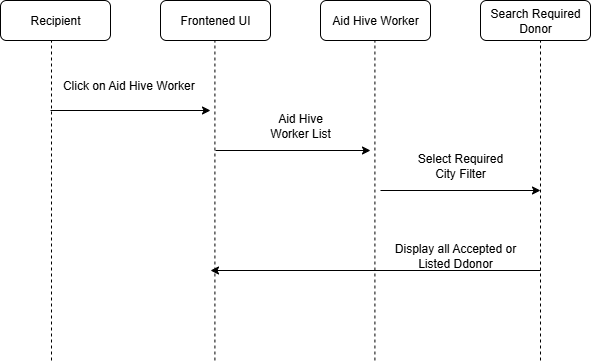 Recipient
Frontened UI
Aid Hive Worker
Search Required
Donor
Click on Aid Hive Worker
Aid Hive
Worker List
Select Required
City Filter
Display all Accepted or
Listed Ddonor